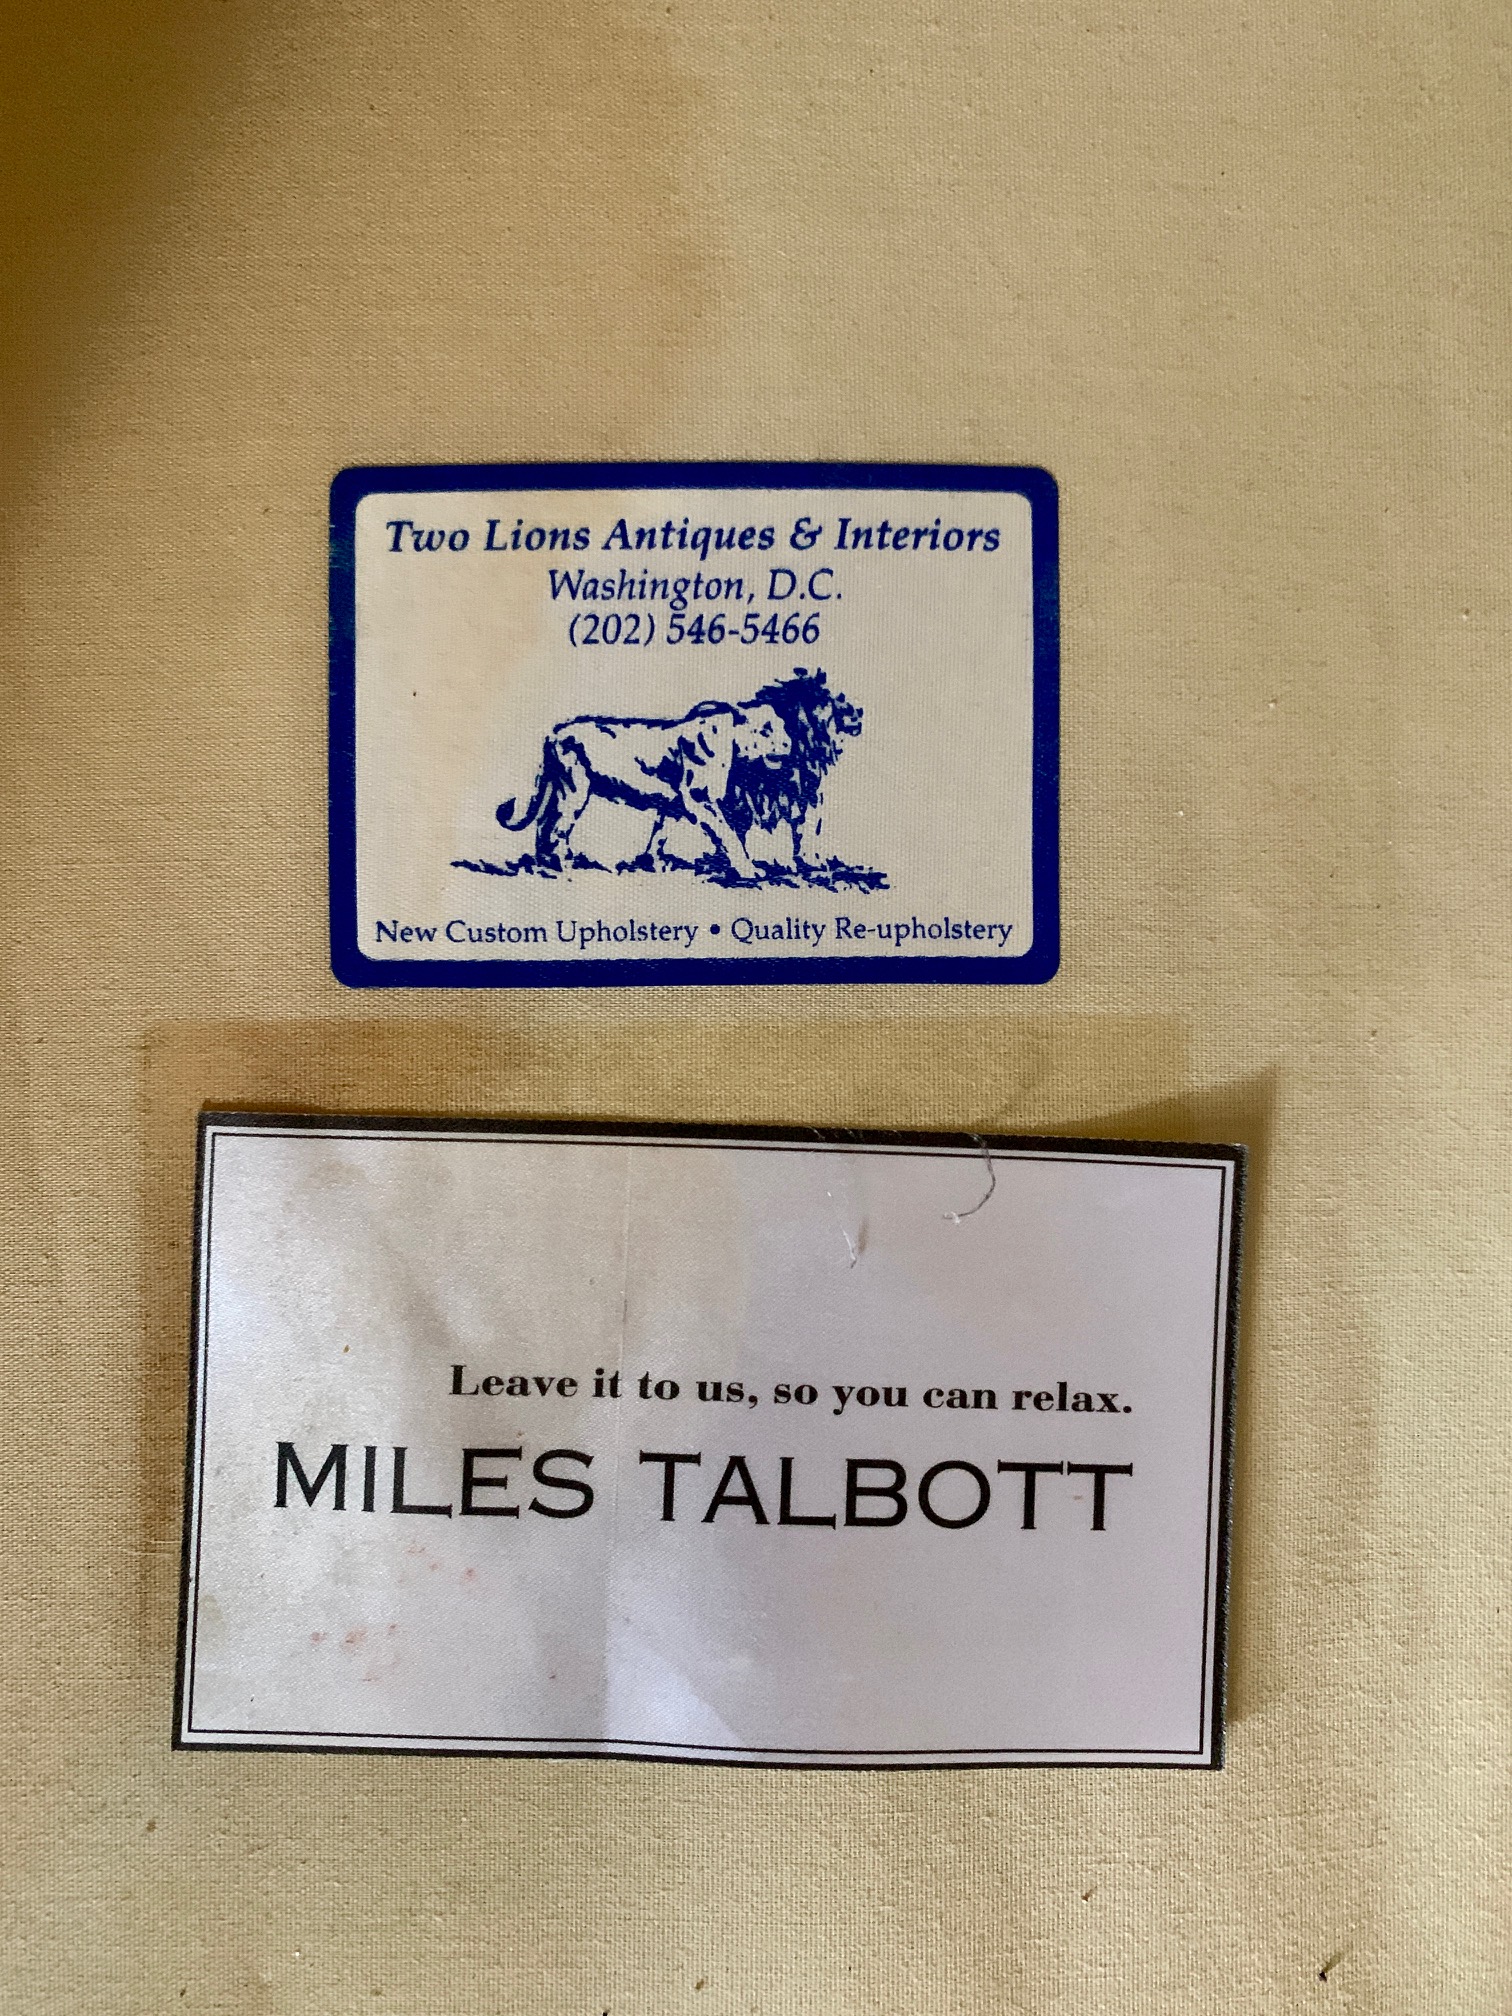 Two Lions Antiques & Interiors
Washington, D.C.
(202) 546-5466
New Custom Upholstery • Quality Re-upholstery
Leave it to us, so you can relax.
MILES TALBOTT